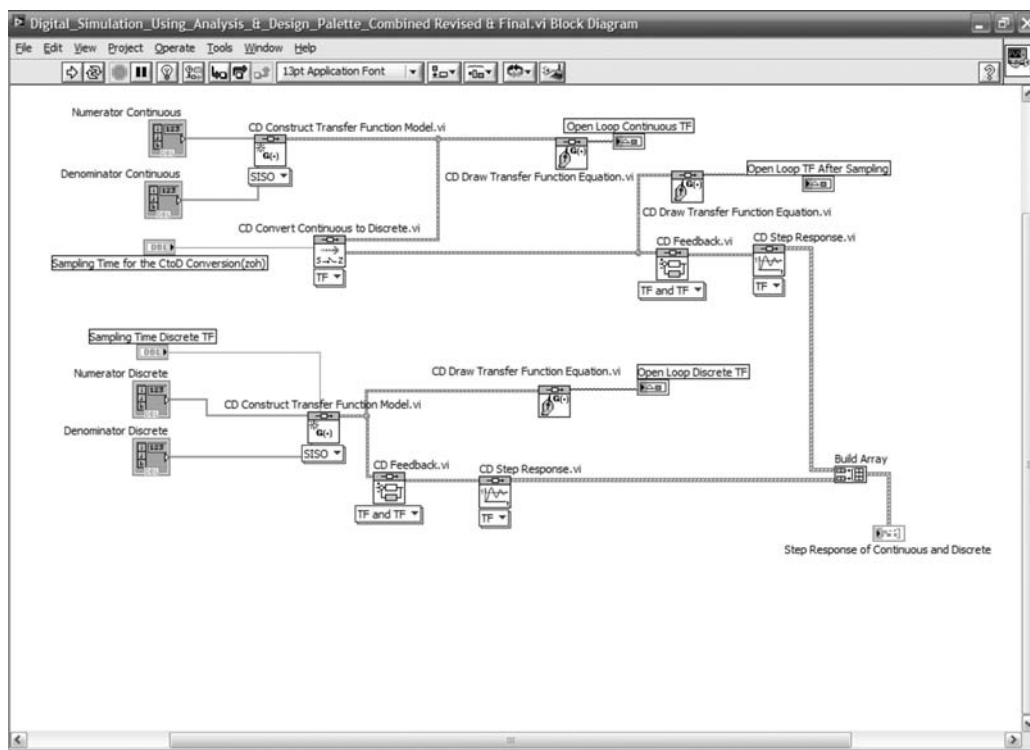 Digital_Simulation_Using_Analysis_&_Design_Palette_Combined Revised & Final.vi Block Diagram
File Edit View Project Operate Tools Window Help
13pt Application Font
Numerator Continuous
CD Construct Transfer Function Model.vi
Open Loop Continuous TF
SISO
Denominator Continuous
CD Draw Transfer Function Equation.vi
Open Loop TF After Sampling
CD Draw Transfer Function Equation.vi
CD Convert Continuous to Discrete.vi
TF
DBL
Sampling Time for the CtoD Conversion(zoh)
CD Feedback.vi
TF and TF
CD Step Response.vi
TF
Sampling Time Discrete TF
DBL
Numerator Discrete
CD Draw Transfer Function Equation.vi
Open Loop Discrete TF
CD Construct Transfer Function Model.vi
SISO
Denominator Discrete
CD Feedback.vi
TF and TF
CD Step Response.vi
TF
Build Array
Step Response of Continuous and Discrete